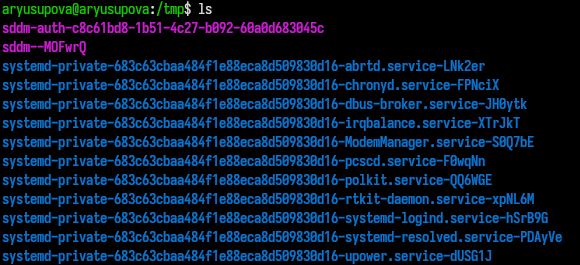 aryusupova@aryusupova:/tmp$ ls
sddm-auth-c8c61bd8-1b51-4c27-b092-60a0d683045c
sddm--MOFwrQ
systemd-private-683c63cbaa484f1e88eca8d509830d16-abrtd.service-LNk2er
systemd-private-683c63cbaa484f1e88eca8d509830d16-chronyd.service-FPNciX
systemd-private-683c63cbaa484f1e88eca8d509830d16-dbus-broker.service-JH0ytk
systemd-private-683c63cbaa484f1e88eca8d509830d16-irqbalance.service-XTrJkT
systemd-private-683c63cbaa484f1e88eca8d509830d16-ModemManager.service-S0Q7bE
systemd-private-683c63cbaa484f1e88eca8d509830d16-pcscd.service-F0wqNn
systemd-private-683c63cbaa484f1e88eca8d509830d16-polkit.service-QQ6WGE
systemd-private-683c63cbaa484f1e88eca8d509830d16-rtkit-daemon.service-xpNL6M
systemd-private-683c63cbaa484f1e88eca8d509830d16-systemd-logind.service-hSrB9G
systemd-private-683c63cbaa484f1e88eca8d509830d16-systemd-resolved.service-PDAyVe
systemd-private-683c63cbaa484f1e88eca8d509830d16-upower.service-dUSG1J